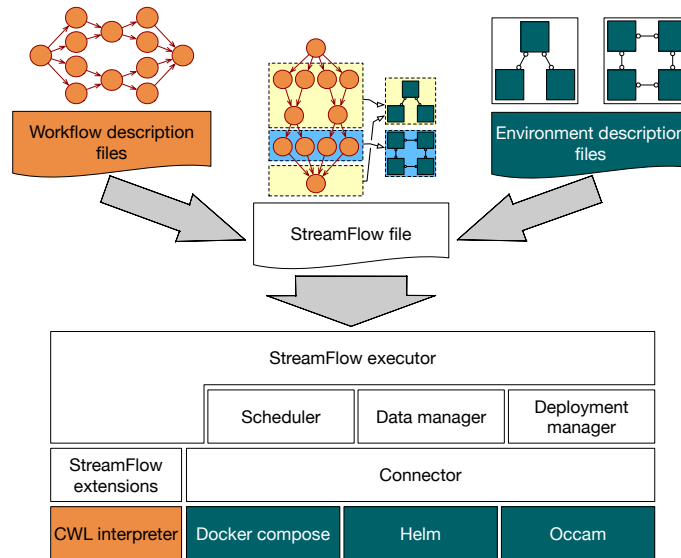 Workflow description
files
Environment description
files
StreamFlow file
StreamFlow executor
Scheduler
Data manager
Deployment
manager
StreamFlow
extensions
Connector
CWL interpreter
Docker compose
Helm
Occam